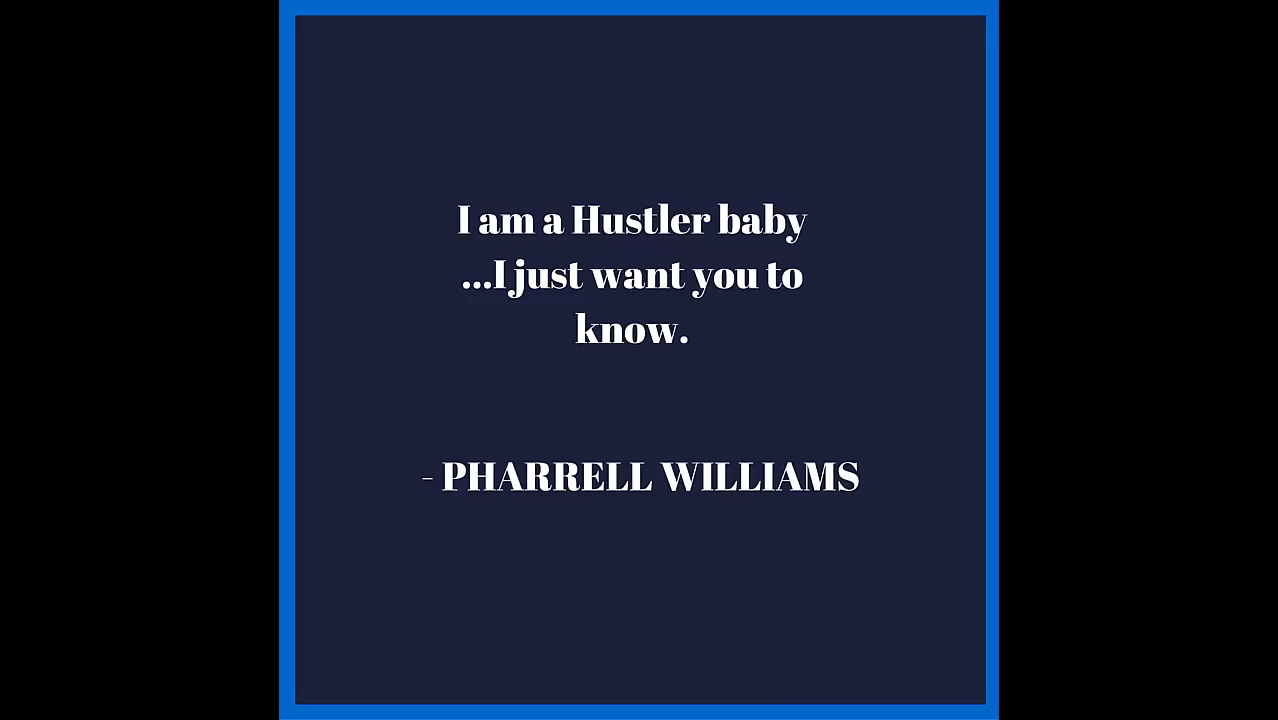 I am a Hustler baby
...I just want you to
know.
- PHARRELL WILLIAMS